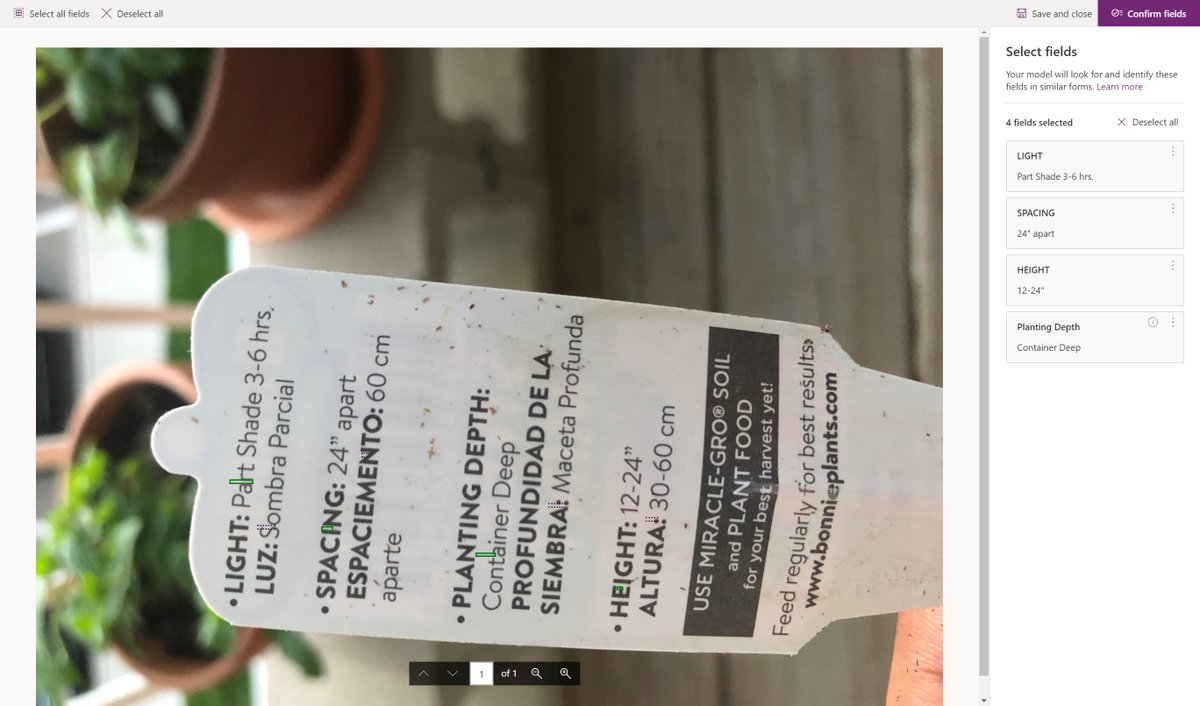 Select all fields
Deselect all
Save and close
Confirm fields
• LIGHT: Part Shade 3-6 hrs.
LUZ: Sombra Parcial
• SPACING: 24” apart
ESPACIEMENTO: 60 cm
aparte
• PLANTING DEPTH:
Container Deep
PROFUNDIDAD DE LA
SIEMBRA: Maceta Profunda
• HEIGHT: 12-24”
ALTURA: 30-60 cm
USE MIRACLE-GRO® SOIL
and PLANT FOOD
for your best harvest yet!
Feed regularly for best results.
www.bonnieplants.com
1 of 1
Select fields
Your model will look for and identify these
fields in similar forms. Learn more
4 fields selected
Deselect all
LIGHT
Part Shade 3-6 hrs.
SPACING
24" apart
HEIGHT
12-24"
Planting Depth
Container Deep